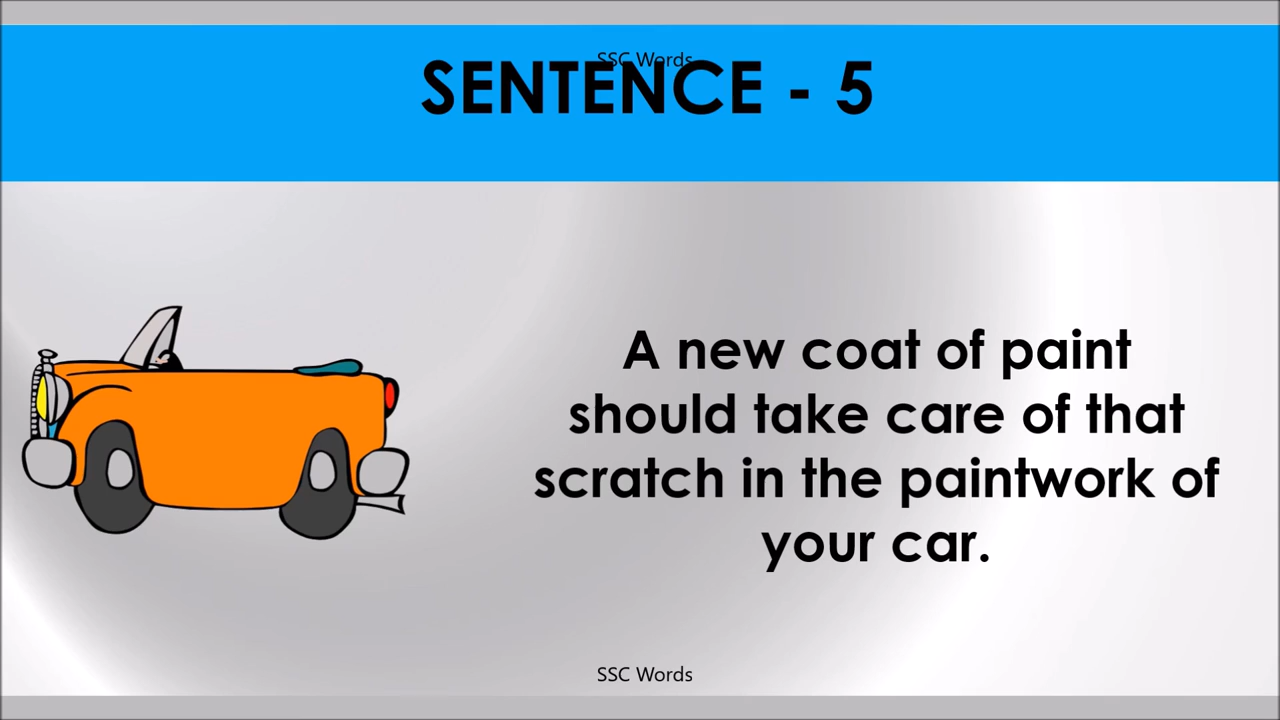 SSC Words
SENTENCE - 5
A new coat of paint
should take care of that
scratch in the paintwork of
your car.
SSC Words